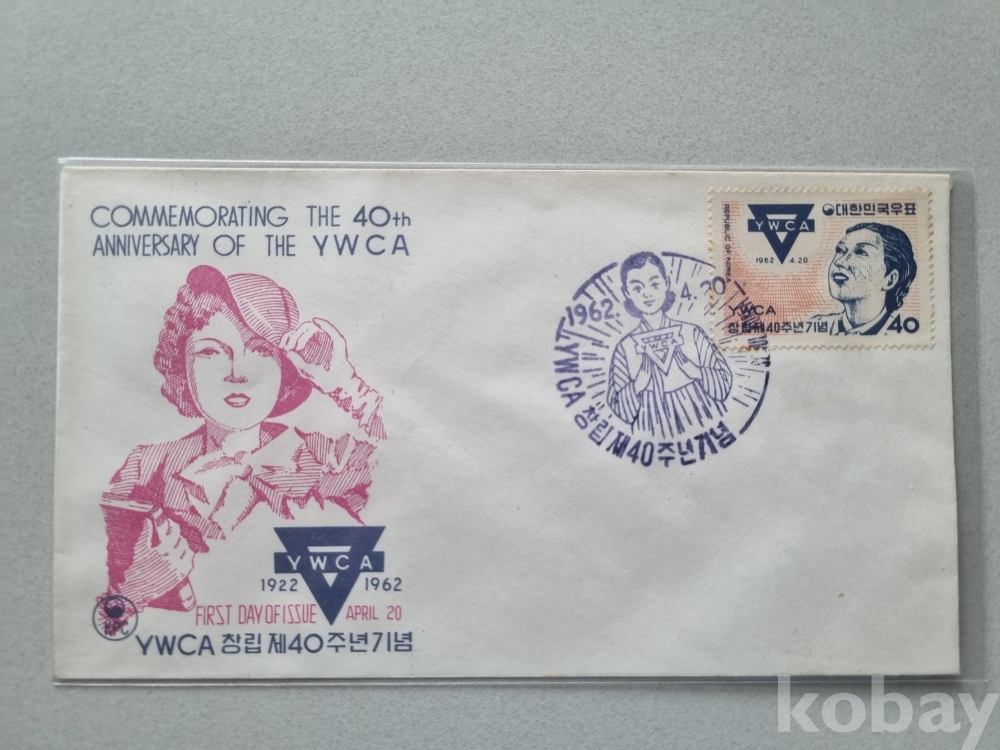 COMMEMORATING THE 40th
ANNIVERSARY OF THE YWCA
YWCA
1922 1962
FIRST DAY OF ISSUE APRIL 20
KPC
YWCA 창립 제40주년기념
1962. 4. 20.
YWCA
YWCA 창립 제40주년기념
대한민국우표
REPUBLIC OF KOREA
YWCA
1962 4.20
YWCA
창립제40주년기념
40
kobay